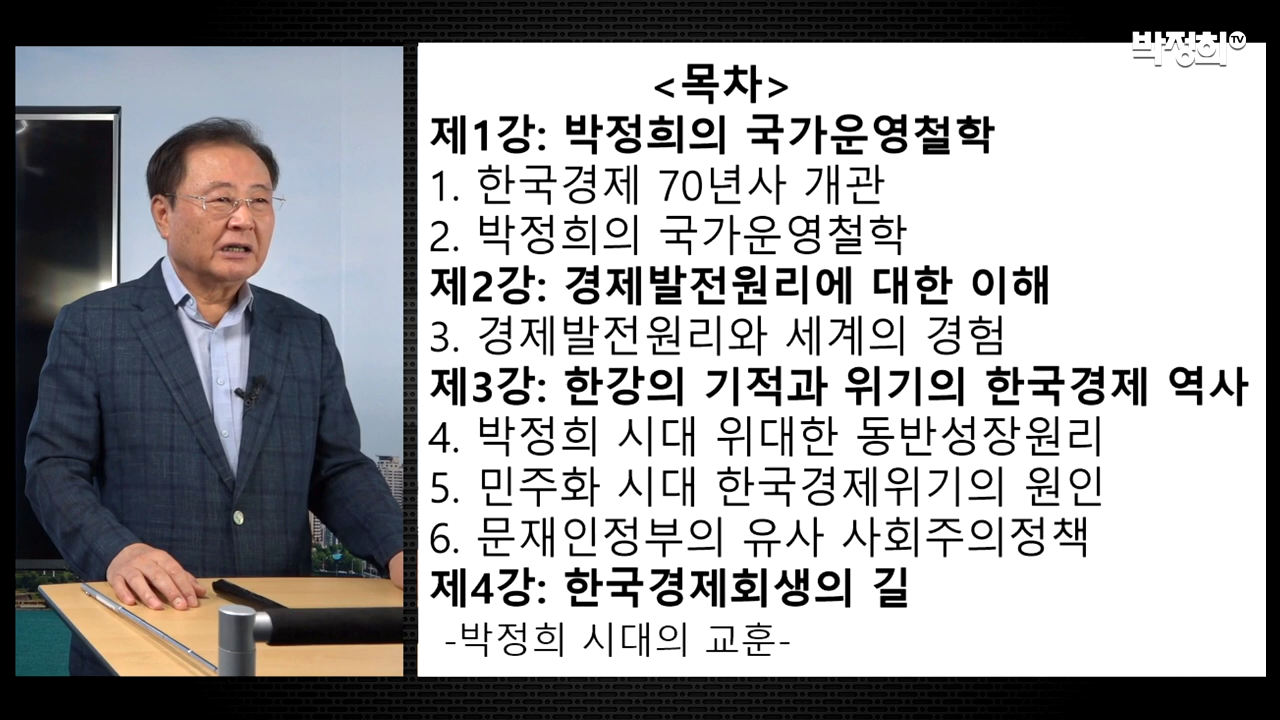 박정희TV
<목차>
제1강: 박정희의 국가운영철학
1. 한국경제 70년사 개관
2. 박정희의 국가운영철학
제2강: 경제발전원리에 대한 이해
3. 경제발전원리와 세계의 경험
제3강: 한강의 기적과 위기의 한국경제 역사
4. 박정희 시대 위대한 동반성장원리
5. 민주화 시대 한국경제위기의 원인
6. 문재인정부의 유사 사회주의정책
제4강: 한국경제회생의 길
-박정희 시대의 교훈-